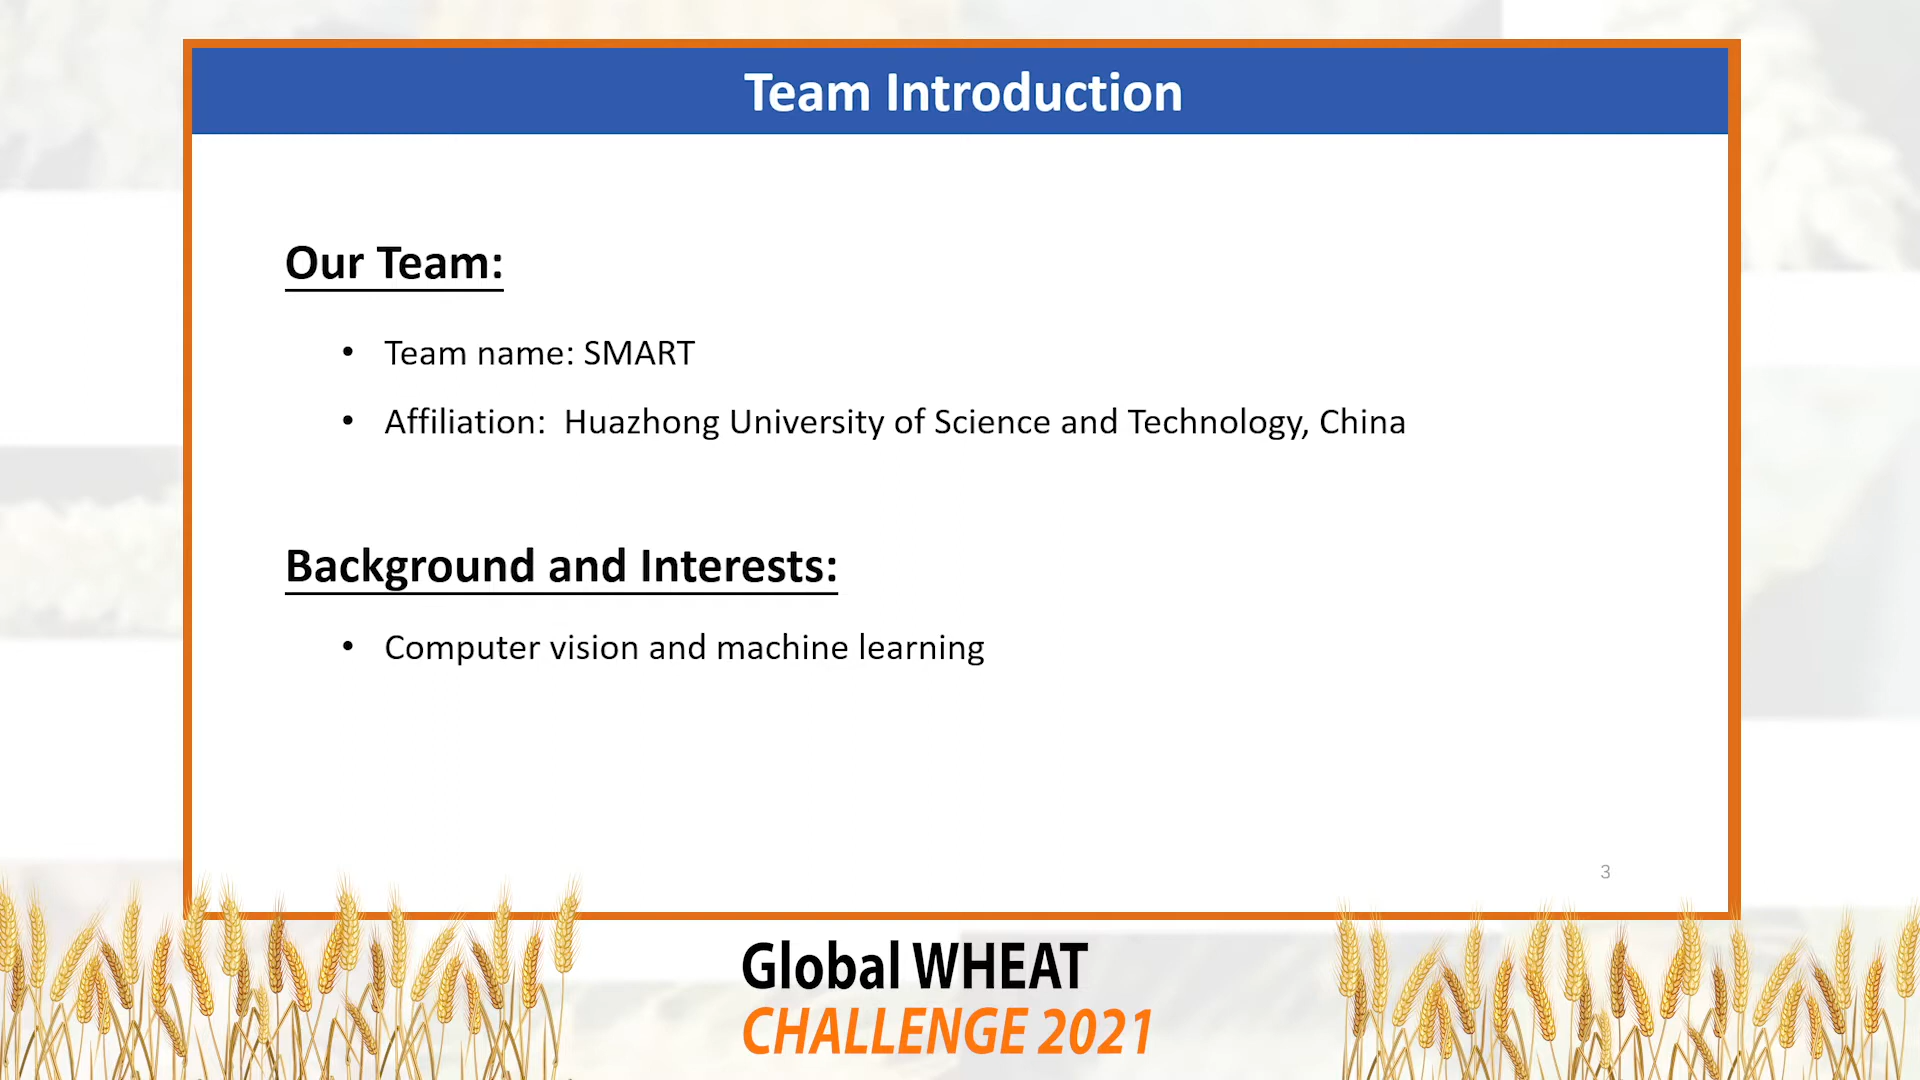 Team Introduction
Our Team:
• Team name: SMART
• Affiliation: Huazhong University of Science and Technology, China
Background and Interests:
• Computer vision and machine learning
3
Global WHEAT
CHALLENGE 2021